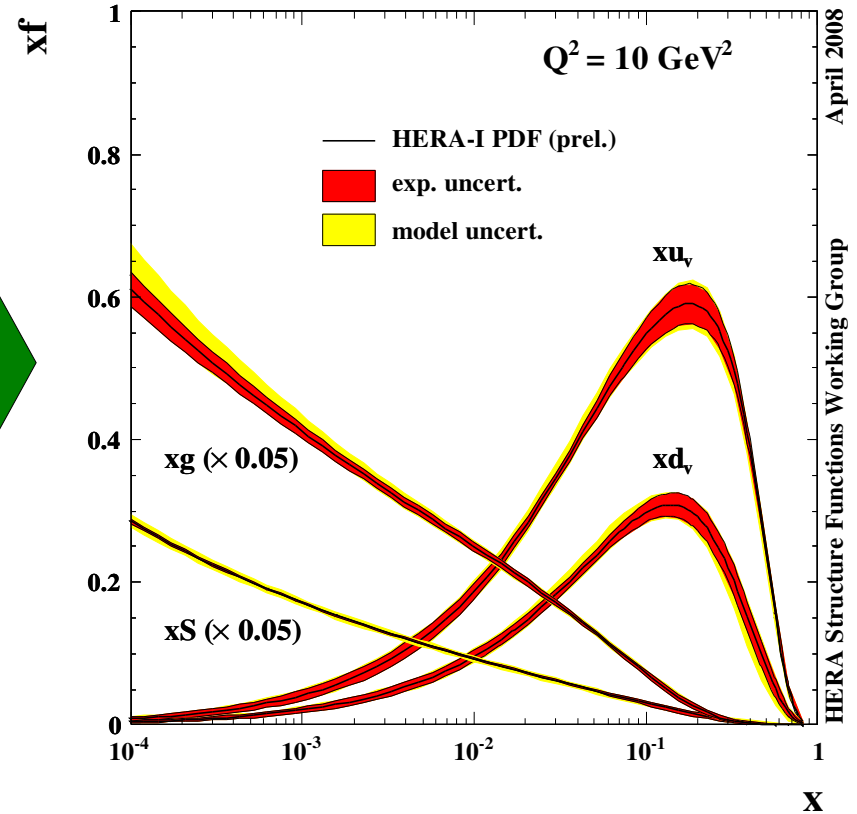 xf
1
0.8
0.6
0.4
0.2
0
Q² = 10 GeV²
HERA-I PDF (prel.)
exp. uncert.
model uncert.
xuᵥ
xdᵥ
xg (× 0.05)
xS (× 0.05)
10⁻⁴ 10⁻³ 10⁻² 10⁻¹ 1
x
HERA Structure Functions Working Group April 2008